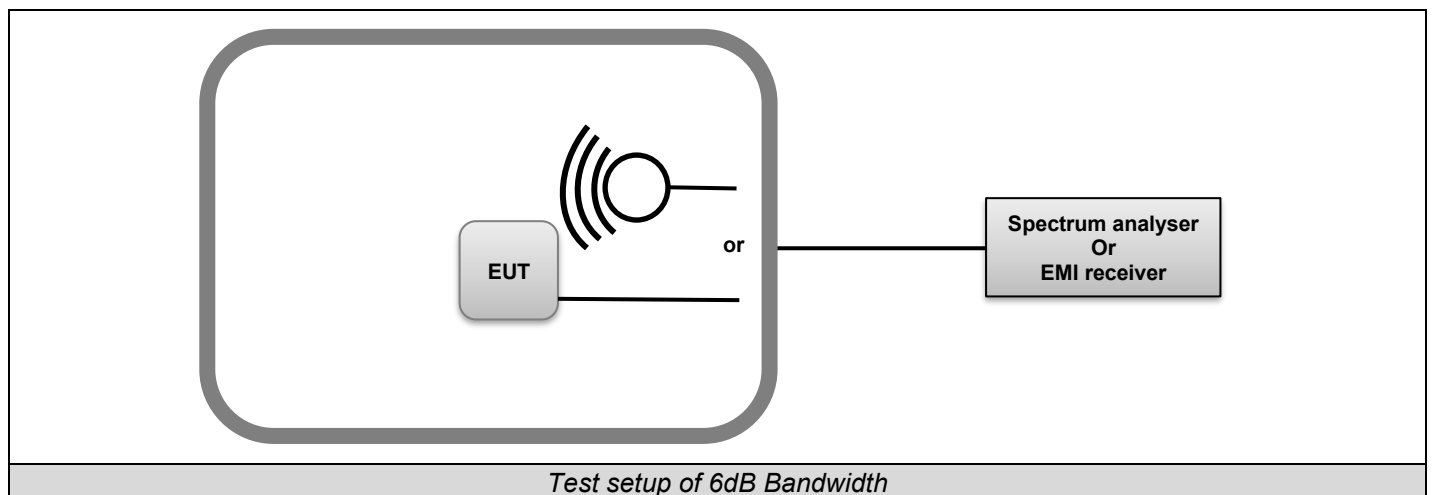 or
EUT
Spectrum analyser
Or
EMI receiver
Test setup of 6dB Bandwidth